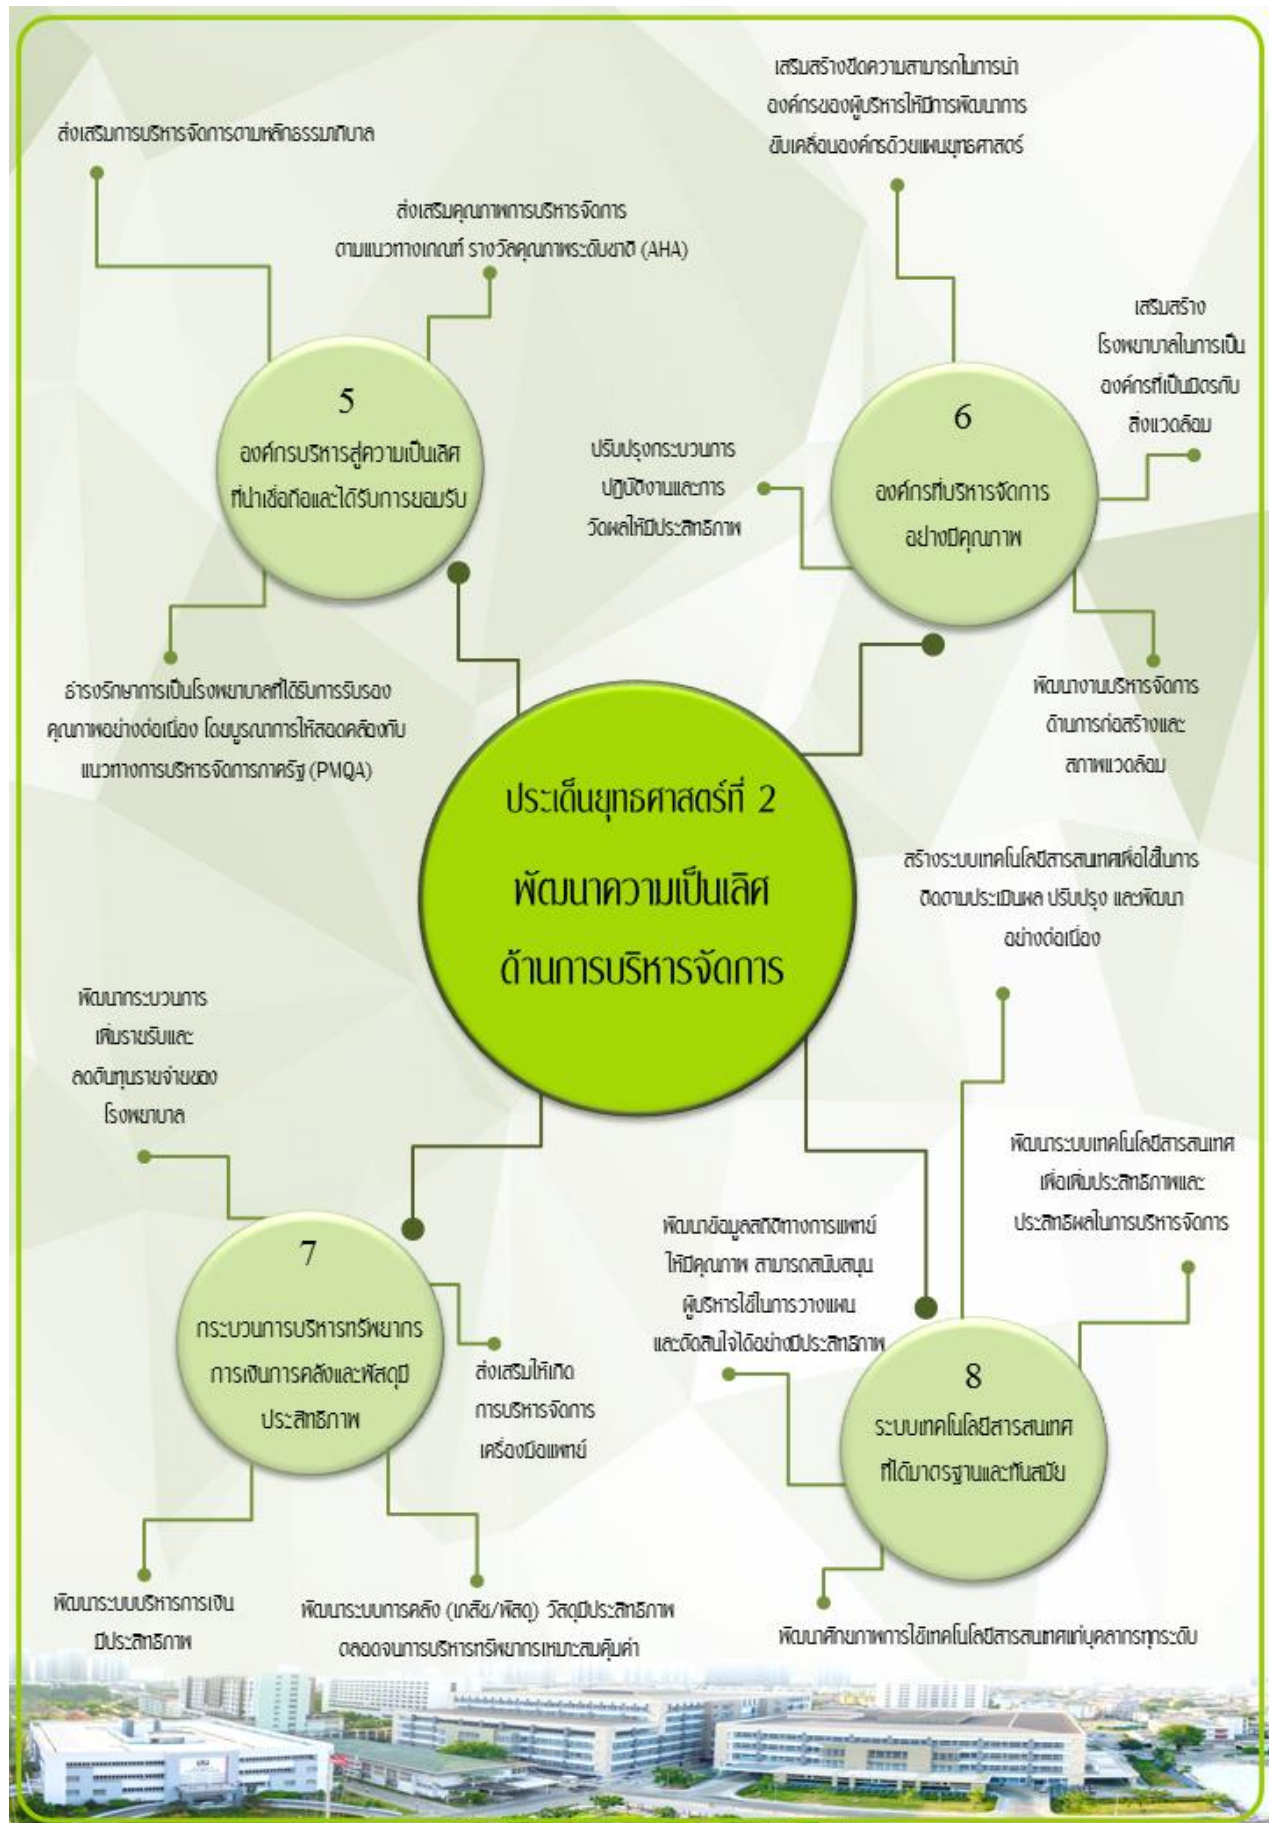 ส่งเสริมการบริหารจัดการตามหลักธรรมาภิบาล
ส่งเสริมคุณภาพการบริหารจัดการ
ตามแนวทางเกณฑ์ รางวัลคุณภาพระดับชาติ (AHA)
5
องค์กรบริหารสู่ความเป็นเลิศ
ที่น่าเชื่อถือและได้รับการยอมรับ
ธำรงรักษาการเป็นโรงพยาบาลที่ได้รับการรับรอง
คุณภาพอย่างต่อเนื่อง โดยบูรณาการให้สอดคล้องกับ
แนวทางการบริหารจัดการภาครัฐ (PMQA)
เสริมสร้างขีดความสามารถในการนำ
องค์กรของผู้บริหารให้มีการพัฒนาการ
ขับเคลื่อนองค์กรด้วยแผนยุทธศาสตร์
เสริมสร้าง
โรงพยาบาลในการเป็น
องค์กรที่เป็นมิตรกับ
สิ่งแวดล้อม
6
องค์กรที่บริหารจัดการ
อย่างมีคุณภาพ
ปรับปรุงกระบวนการ
ปฏิบัติงานและการ
วัดผลให้มีประสิทธิภาพ
พัฒนางานบริหารจัดการ
ด้านการก่อสร้างและ
สภาพแวดล้อม
ประเด็นยุทธศาสตร์ที่ 2
พัฒนาความเป็นเลิศ
ด้านการบริหารจัดการ
พัฒนากระบวนการ
เพิ่มรายรับและ
ลดต้นทุนรายจ่ายของ
โรงพยาบาล
7
กระบวนการบริหารทรัพยากร
การเงินการคลังและพัสดุมี
ประสิทธิภาพ
ส่งเสริมให้เกิด
การบริหารจัดการ
เครื่องมือแพทย์
พัฒนาระบบบริหารการเงิน
มีประสิทธิภาพ
พัฒนาระบบการคลัง (เภสัช/พัสดุ) วัสดุมีประสิทธิภาพ
ตลอดจนการบริหารทรัพยากรเหมาะสมคุ้มค่า
สร้างระบบเทคโนโลยีสารสนเทศเพื่อใช้ในการ
ติดตามประเมินผล ปรับปรุง และพัฒนา
อย่างต่อเนื่อง
พัฒนาระบบเทคโนโลยีสารสนเทศ
เพื่อเพิ่มประสิทธิภาพและ
ประสิทธิผลในการบริหารจัดการ
พัฒนาข้อมูลสถิติทางการแพทย์
ให้มีคุณภาพ สามารถสนับสนุน
ผู้บริหารใช้ในการวางแผน
และตัดสินใจได้อย่างมีประสิทธิภาพ
8
ระบบเทคโนโลยีสารสนเทศ
ที่ได้มาตรฐานและทันสมัย
พัฒนาศักยภาพการใช้เทคโนโลยีสารสนเทศแก่บุคลากรทุกระดับ